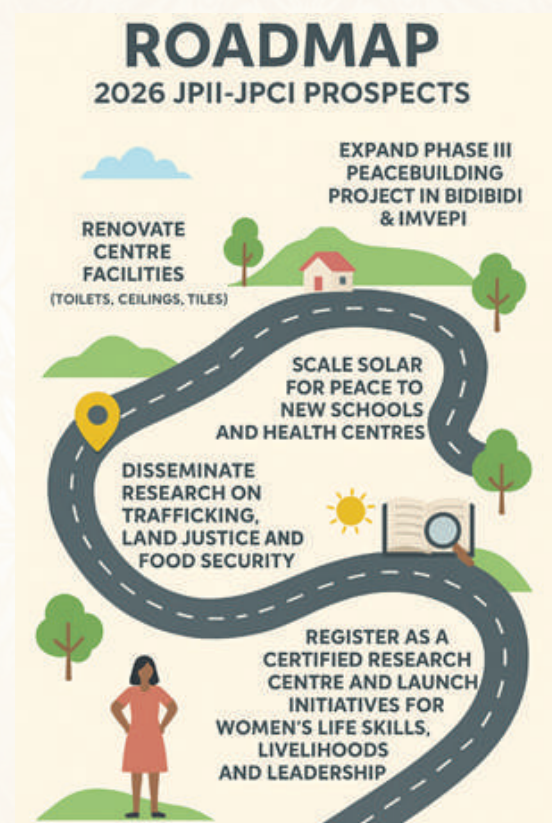 ROADMAP
2026 JPII-JPCI PROSPECTS
EXPAND PHASE III
PEACEBUILDING
PROJECT IN BIDIBIDI
& IMVEPI
RENOVATE
CENTRE
FACILITIES
(TOILETS, CEILINGS, TILES)
SCALE SOLAR
FOR PEACE TO
NEW SCHOOLS
AND HEALTH CENTRES
DISSEMINATE
RESEARCH ON
TRAFFICKING,
LAND JUSTICE AND
FOOD SECURITY
REGISTER AS A
CERTIFIED RESEARCH
CENTRE AND LAUNCH
INITIATIVES FOR
WOMEN'S LIFE SKILLS,
LIVELIHOODS
AND LEADERSHIP